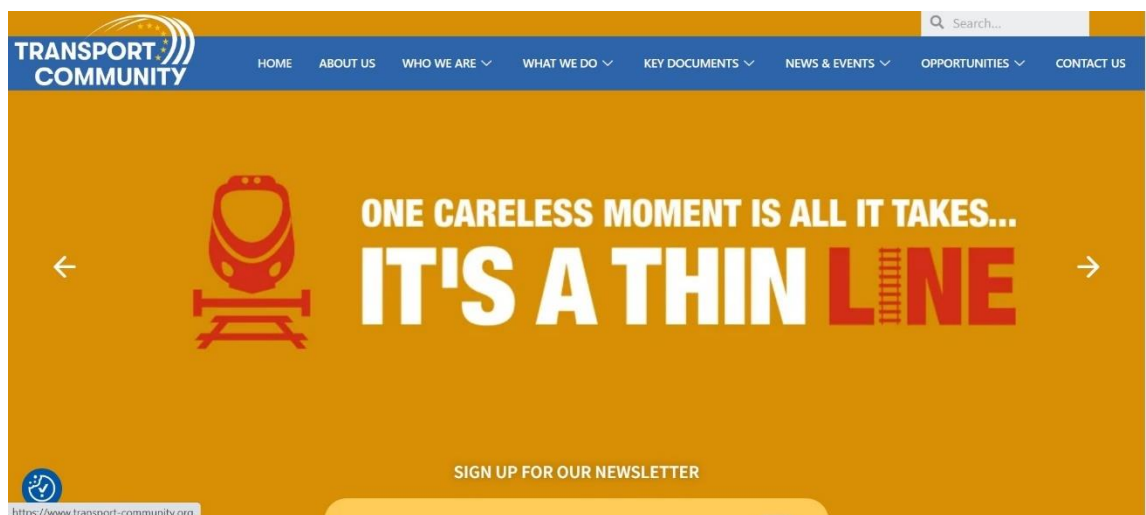 Search...
TRANSPORT
COMMUNITY
HOME ABOUT US WHO WE ARE WHAT WE DO KEY DOCUMENTS NEWS & EVENTS OPPORTUNITIES CONTACT US
ONE CARELESS MOMENT IS ALL IT TAKES...
IT'S A THIN LINE
SIGN UP FOR OUR NEWSLETTER
https://www.transport-community.org